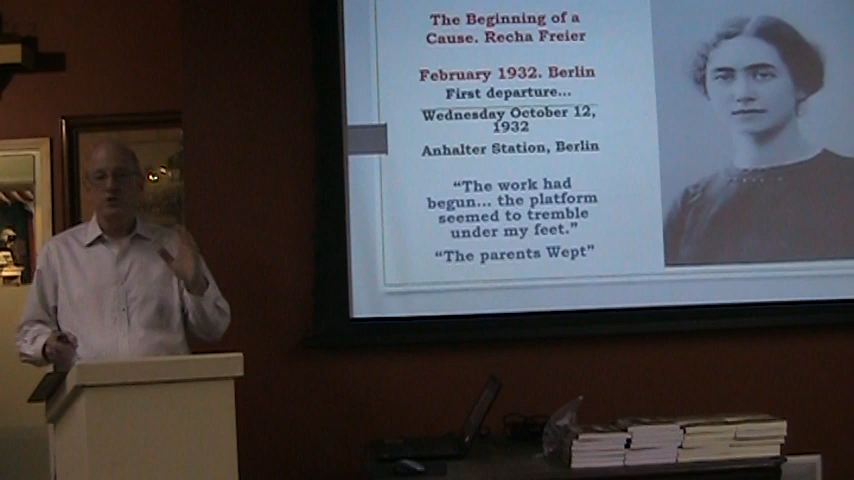 The Beginning of a
Cause. Recha Freier
February 1932. Berlin
First departure...
Wednesday October 12,
1932
Anhalter Station, Berlin
“The work had
begun... the platform
seemed to tremble
under my feet.”
“The parents Wept”